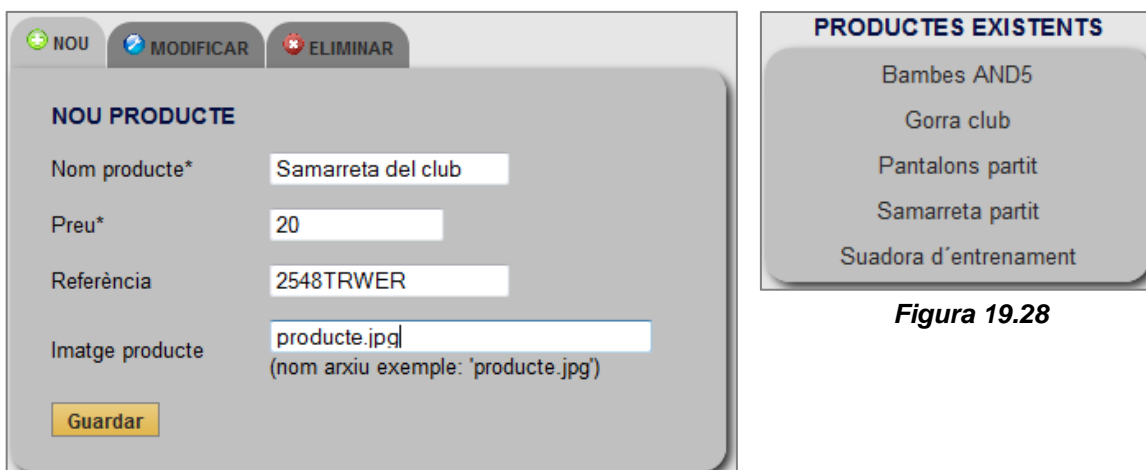 NOU MODIFICAR ELIMINAR
NOU PRODUCTE
Nom producte* Samarreta del club
Preu* 20
Referència 2548TRWER
Imatge producte producte.jpg
(nom arxiu exemple: 'producte.jpg')
Guardar
PRODUCTES EXISTENTS
Bambes AND5
Gorra club
Pantalons partit
Samarreta partit
Suadora d´entrenament
Figura 19.28